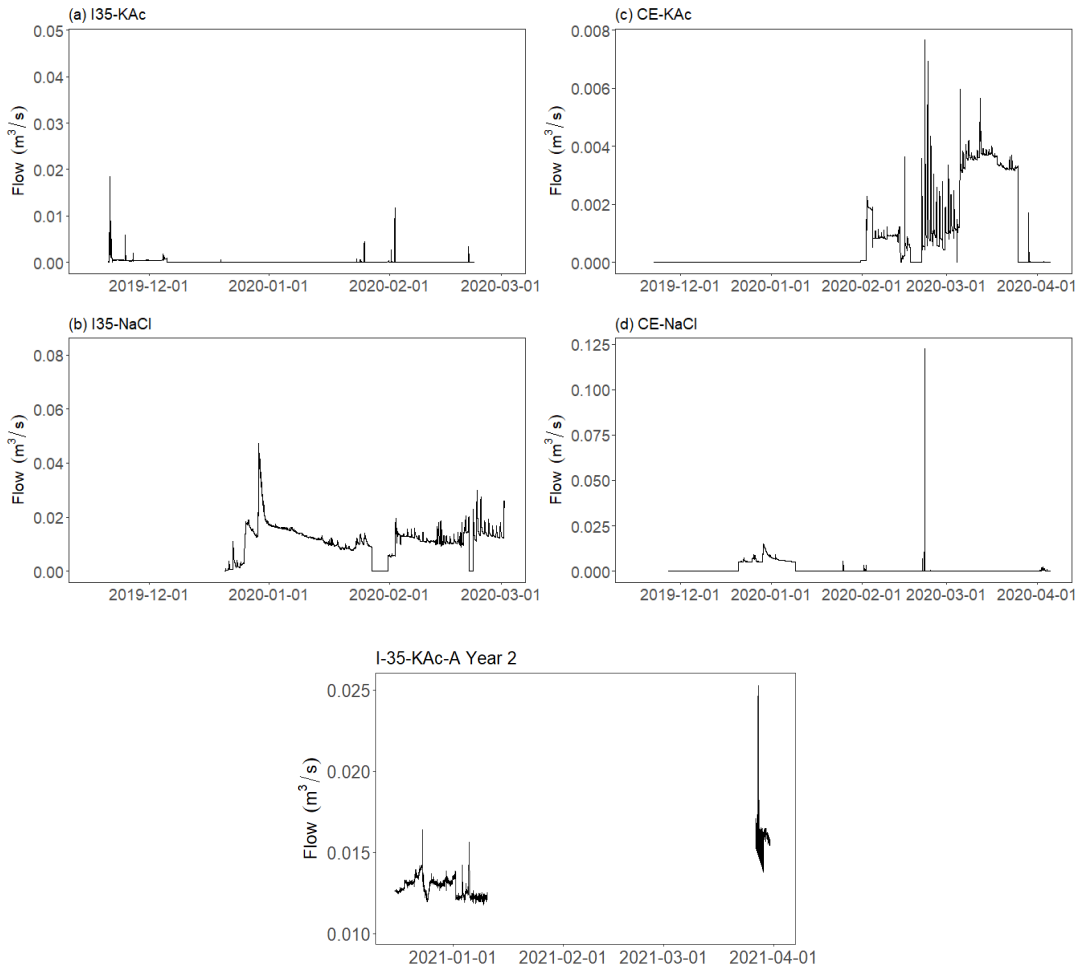 (a) I35-KAc
0.05
0.04
0.03
0.02
0.01
0.00
Flow (m³/s)
2019-12-01 2020-01-01 2020-02-01 2020-03-01
(c) CE-KAc
0.008
0.006
0.004
0.002
0.000
Flow (m³/s)
2019-12-01 2020-01-01 2020-02-01 2020-03-01 2020-04-01
(b) I35-NaCl
0.08
0.06
0.04
0.02
0.00
Flow (m³/s)
2019-12-01 2020-01-01 2020-02-01 2020-03-01
(d) CE-NaCl
0.125
0.100
0.075
0.050
0.025
0.000
Flow (m³/s)
2019-12-01 2020-01-01 2020-02-01 2020-03-01 2020-04-01
I-35-KAc-A Year 2
0.025
0.020
0.015
0.010
Flow (m³/s)
2021-01-01 2021-02-01 2021-03-01 2021-04-01